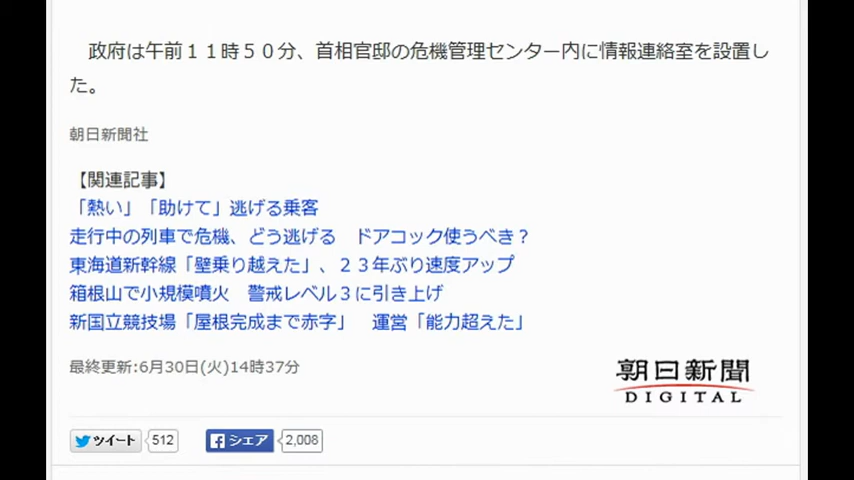 政府は午前１１時５０分、首相官邸の危機管理センター内に情報連絡室を設置し
た。
朝日新聞社
【関連記事】
「熱い」「助けて」逃げる乗客
走行中の列車で危機、どう逃げる　ドアコック使うべき？
東海道新幹線「壁乗り越えた」、２３年ぶり速度アップ
箱根山で小規模噴火　警戒レベル３に引き上げ
新国立競技場「屋根完成まで赤字」　運営「能力超えた」
最終更新:6月30日(火)14時37分
朝日新聞
DIGITAL
ツイート 512 シェア 2,008